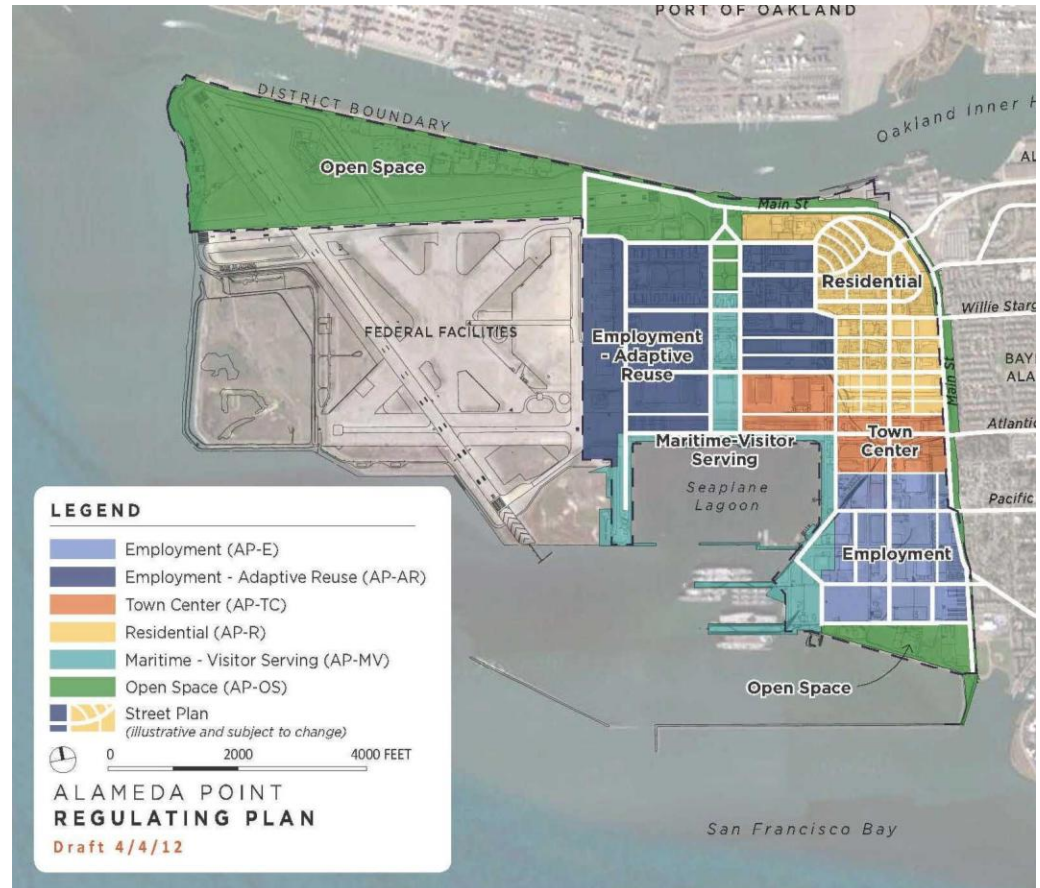 PORT OF OAKLAND
DISTRICT BOUNDARY
Oakland Inner H
AL
Open Space
Main St
Residential
Willie Starg
FEDERAL FACILITIES
Employment
- Adaptive
Reuse
BAY
ALA
Main St
Maritime-Visitor
Serving
Town
Center
Atlantic
Seaplane
Lagoon
Pacific
Employment
Open Space
San Francisco Bay
LEGEND
Employment (AP-E)
Employment - Adaptive Reuse (AP-AR)
Town Center (AP-TC)
Residential (AP-R)
Maritime - Visitor Serving (AP-MV)
Open Space (AP-OS)
Street Plan
(illustrative and subject to change)
0 2000 4000 FEET
ALAMEDA POINT
REGULATING PLAN
Draft 4/4/12